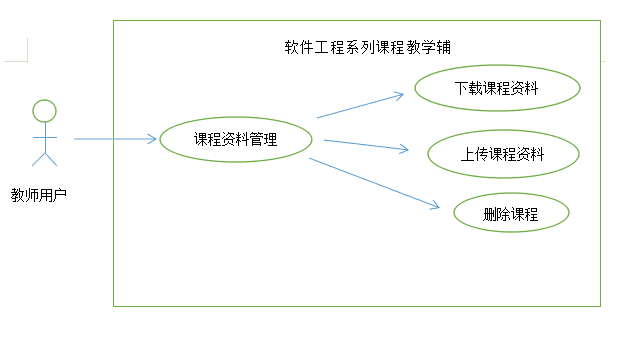 软件工程系列课程教学辅
下载课程资料
课程资料管理
上传课程资料
教师用户
删除课程